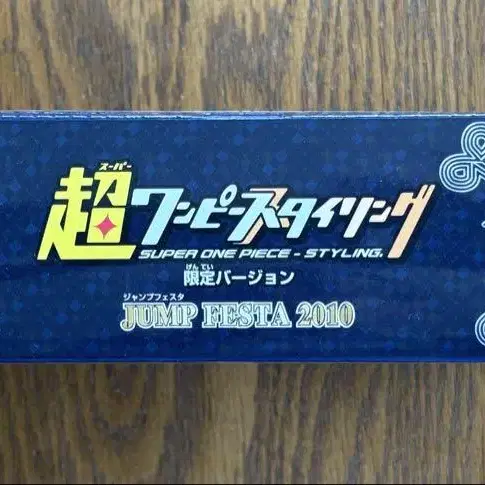 スーパー
超ワンピースタイリング
SUPER ONE PIECE - STYLING.
げんてい
限定バージョン
ジャンプフェスタ
JUMP FESTA 2010